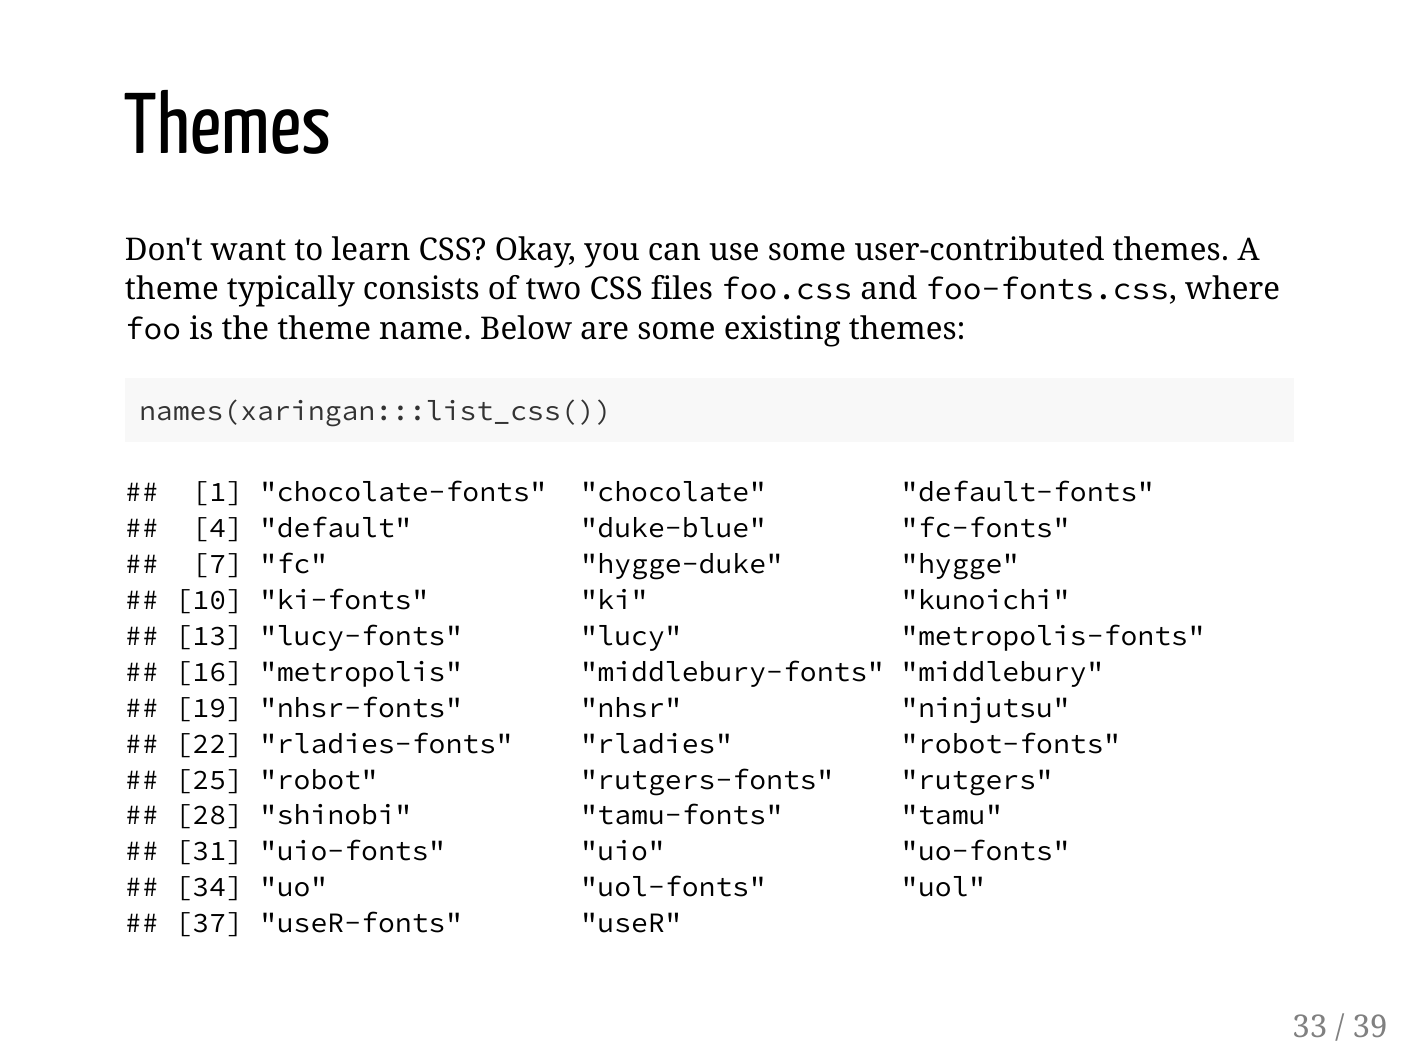 Themes
Don't want to learn CSS? Okay, you can use some user-contributed themes. A
theme typically consists of two CSS files foo.css and foo-fonts.css, where
foo is the theme name. Below are some existing themes:
names(xaringan:::list_css())
##  [1] "chocolate-fonts"  "chocolate"        "default-fonts"
##  [4] "default"          "duke-blue"        "fc-fonts"
##  [7] "fc"               "hygge-duke"       "hygge"
## [10] "ki-fonts"         "ki"               "kunoichi"
## [13] "lucy-fonts"       "lucy"             "metropolis-fonts"
## [16] "metropolis"       "middlebury-fonts" "middlebury"
## [19] "nhsr-fonts"       "nhsr"             "ninjutsu"
## [22] "rladies-fonts"    "rladies"          "robot-fonts"
## [25] "robot"            "rutgers-fonts"    "rutgers"
## [28] "shinobi"          "tamu-fonts"       "tamu"
## [31] "uio-fonts"        "uio"              "uo-fonts"
## [34] "uo"               "uol-fonts"        "uol"
## [37] "useR-fonts"       "useR"
33 / 39